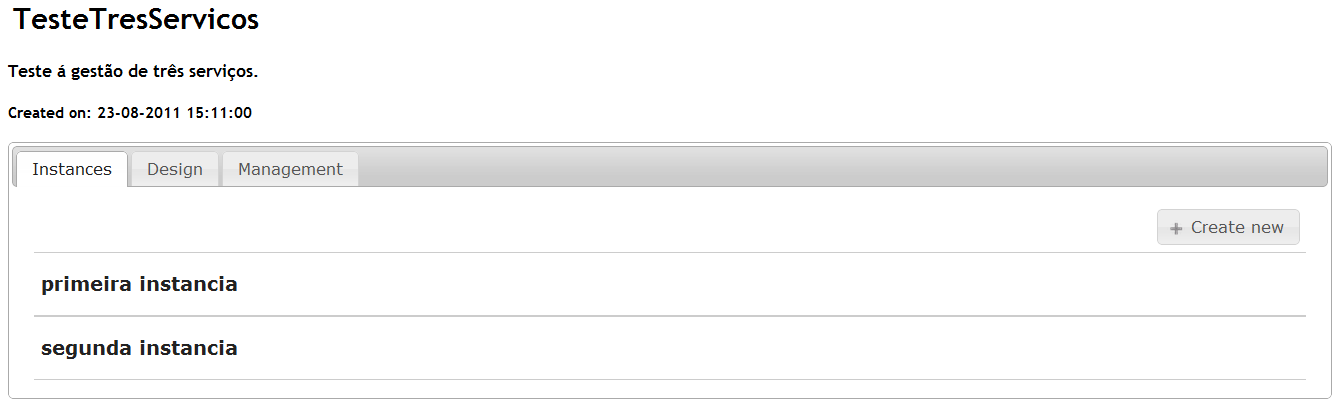 TesteTresServicos
Teste á gestão de três serviços.
Created on: 23-08-2011 15:11:00
Instances Design Management
Create new
primeira instancia
segunda instancia